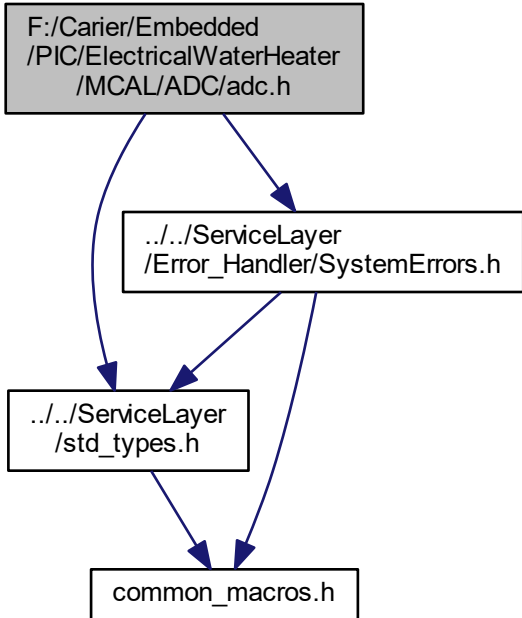 F:/Carier/Embedded
/PIC/ElectricalWaterHeater
/MCAL/ADC/adc.h
../../ServiceLayer
/Error_Handler/SystemErrors.h
../../ServiceLayer
/std_types.h
common_macros.h